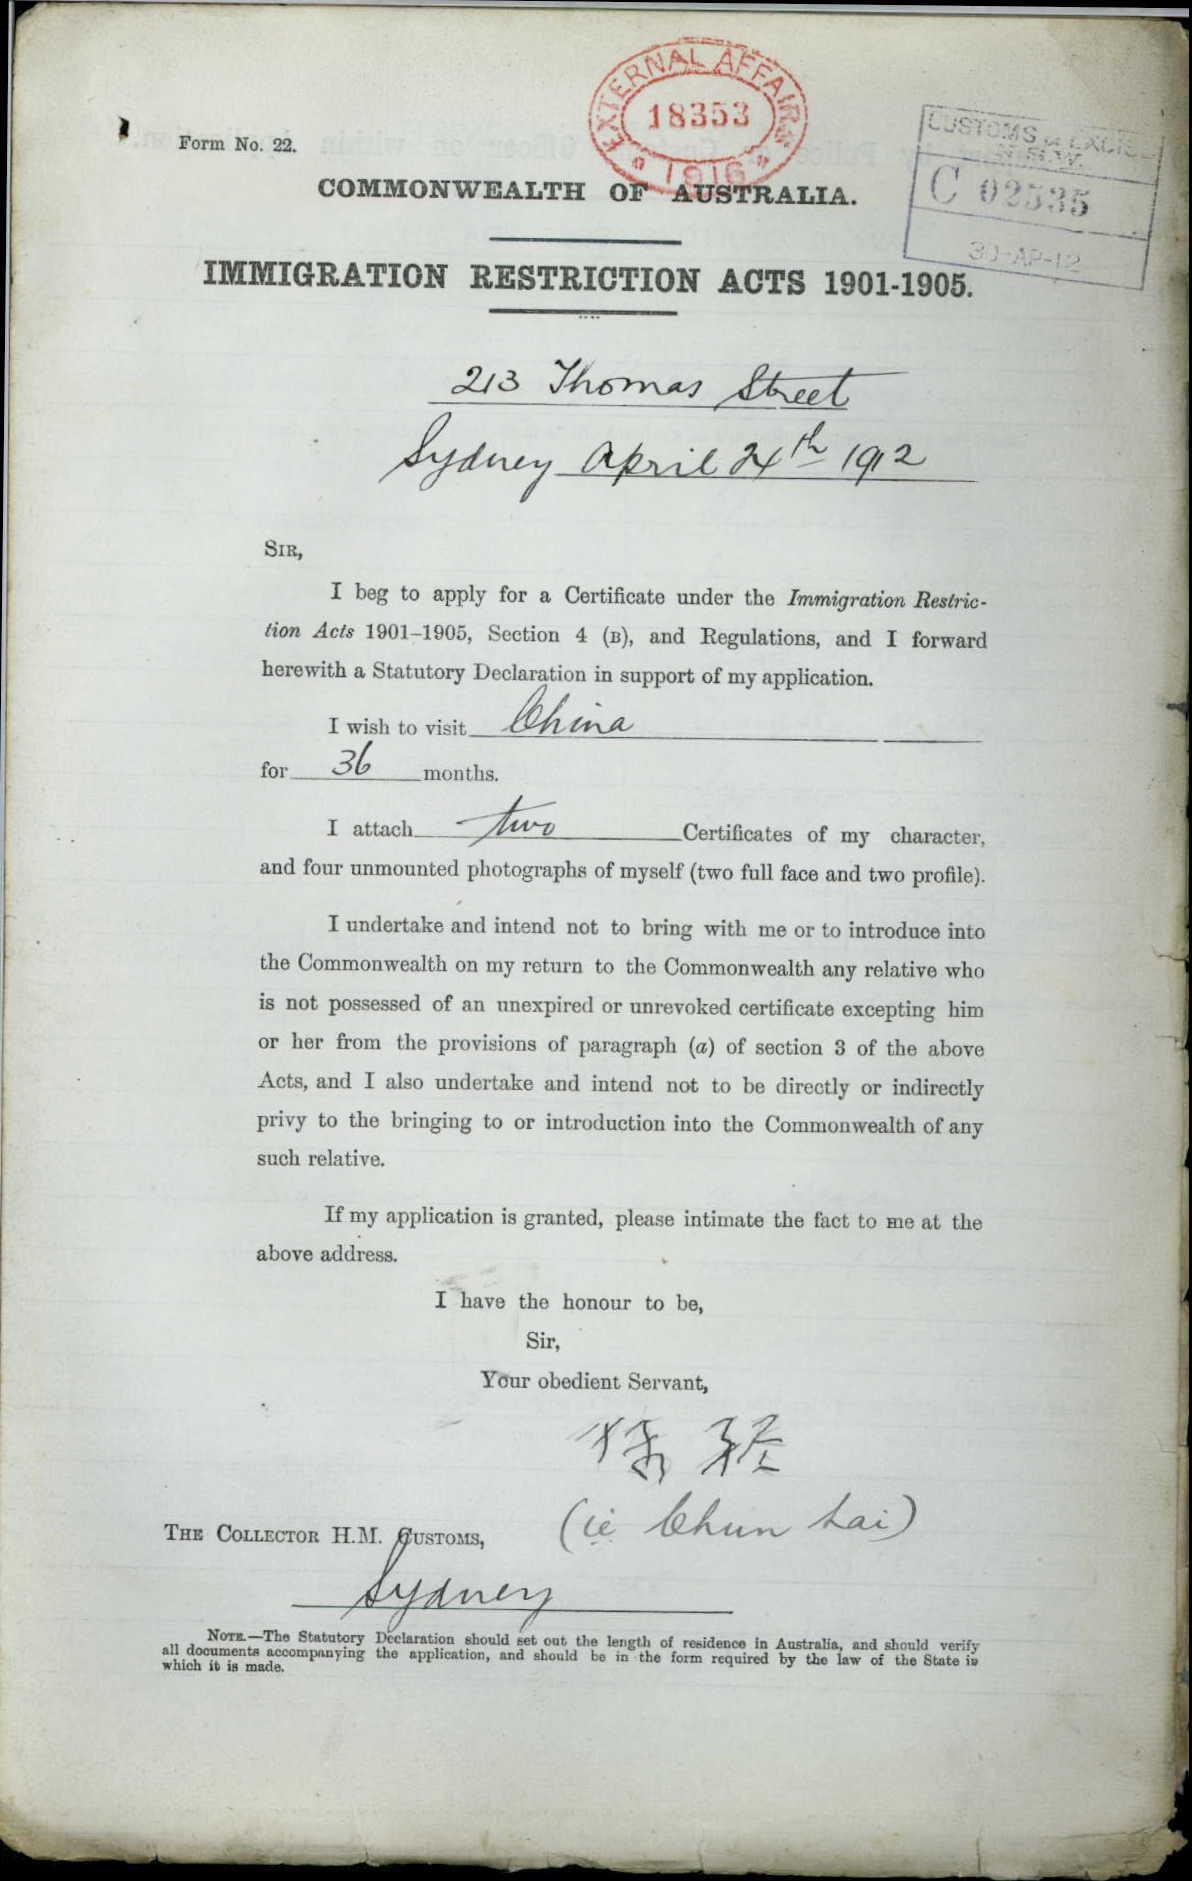 EXTERNAL AFFAIRS
18353
1916
CUSTOMS & EXCISE
N.S.W.
C 02535
30-AP-12
Form No. 22.
COMMONWEALTH OF AUSTRALIA.
IMMIGRATION RESTRICTION ACTS 1901-1905.
213 Thomas Street
Sydney April 24th 1912
SIR,
I beg to apply for a Certificate under the Immigration Restric-
tion Acts 1901–1905, Section 4 (B), and Regulations, and I forward
herewith a Statutory Declaration in support of my application.
I wish to visit China
for 36 months.
I attach two Certificates of my character,
and four unmounted photographs of myself (two full face and two profile).
I undertake and intend not to bring with me or to introduce into
the Commonwealth on my return to the Commonwealth any relative who
is not possessed of an unexpired or unrevoked certificate excepting him
or her from the provisions of paragraph (a) of section 3 of the above
Acts, and I also undertake and intend not to be directly or indirectly
privy to the bringing to or introduction into the Commonwealth of any
such relative.
If my application is granted, please intimate the fact to me at the
above address.
I have the honour to be,
Sir,
Your obedient Servant,
(ie Chun Lai)
THE COLLECTOR H.M. CUSTOMS,
Sydney
NOTE.—The Statutory Declaration should set out the length of residence in Australia, and should verify
all documents accompanying the application, and should be in the form required by the law of the State in
which it is made.